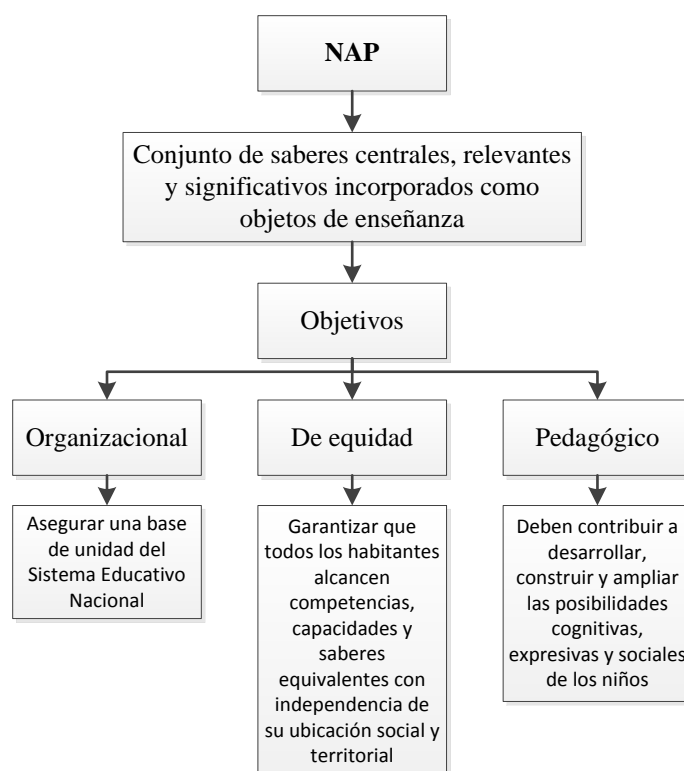 NAP
Conjunto de saberes centrales, relevantes
y significativos incorporados como
objetos de enseñanza
Objetivos
Organizacional
De equidad
Pedagógico
Asegurar una base
de unidad del
Sistema Educativo
Nacional
Garantizar que
todos los habitantes
alcancen
competencias,
capacidades y
saberes
equivalentes con
independencia de
su ubicación social y
territorial
Deben contribuir a
desarrollar,
construir y ampliar
las posibilidades
cognitivas,
expresivas y sociales
de los niños